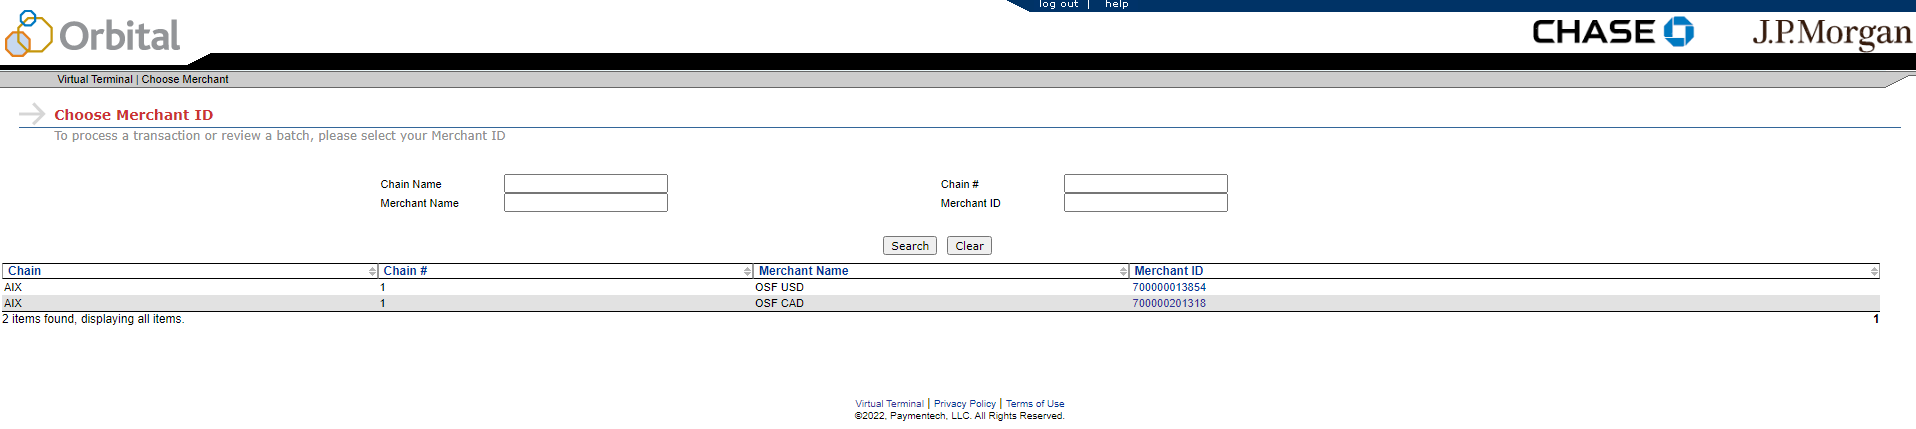 log out | help
Orbital
CHASE J.P.Morgan
Virtual Terminal | Choose Merchant
Choose Merchant ID
To process a transaction or review a batch, please select your Merchant ID
Chain Name Chain #
Merchant Name Merchant ID
Search Clear
Chain Chain # Merchant Name Merchant ID
AIX 1 OSF USD 700000013854
AIX 1 OSF CAD 700000201318
2 items found, displaying all items. 1
Virtual Terminal | Privacy Policy | Terms of Use
©2022, Paymentech, LLC. All Rights Reserved.